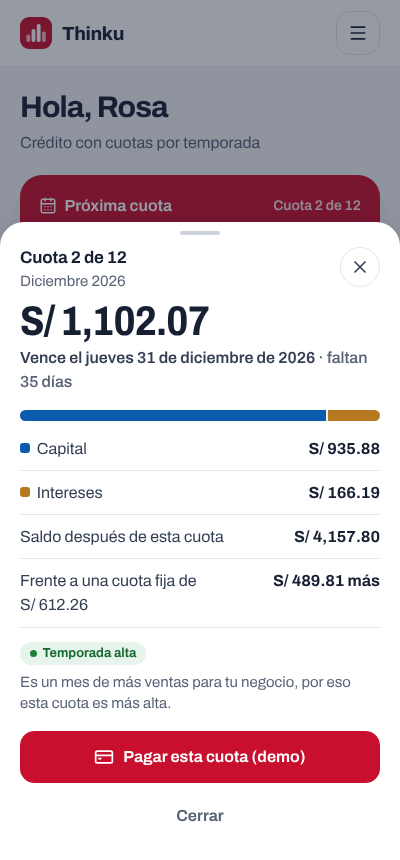 Thinku
Hola, Rosa
Crédito con cuotas por temporada
Próxima cuota
Cuota 2 de 12
Cuota 2 de 12
Diciembre 2026
S/ 1,102.07
Vence el jueves 31 de diciembre de 2026 · faltan
35 días
Capital
S/ 935.88
Intereses
S/ 166.19
Saldo después de esta cuota
S/ 4,157.80
Frente a una cuota fija de
S/ 612.26
S/ 489.81 más
Temporada alta
Es un mes de más ventas para tu negocio, por eso
esta cuota es más alta.
Pagar esta cuota (demo)
Cerrar